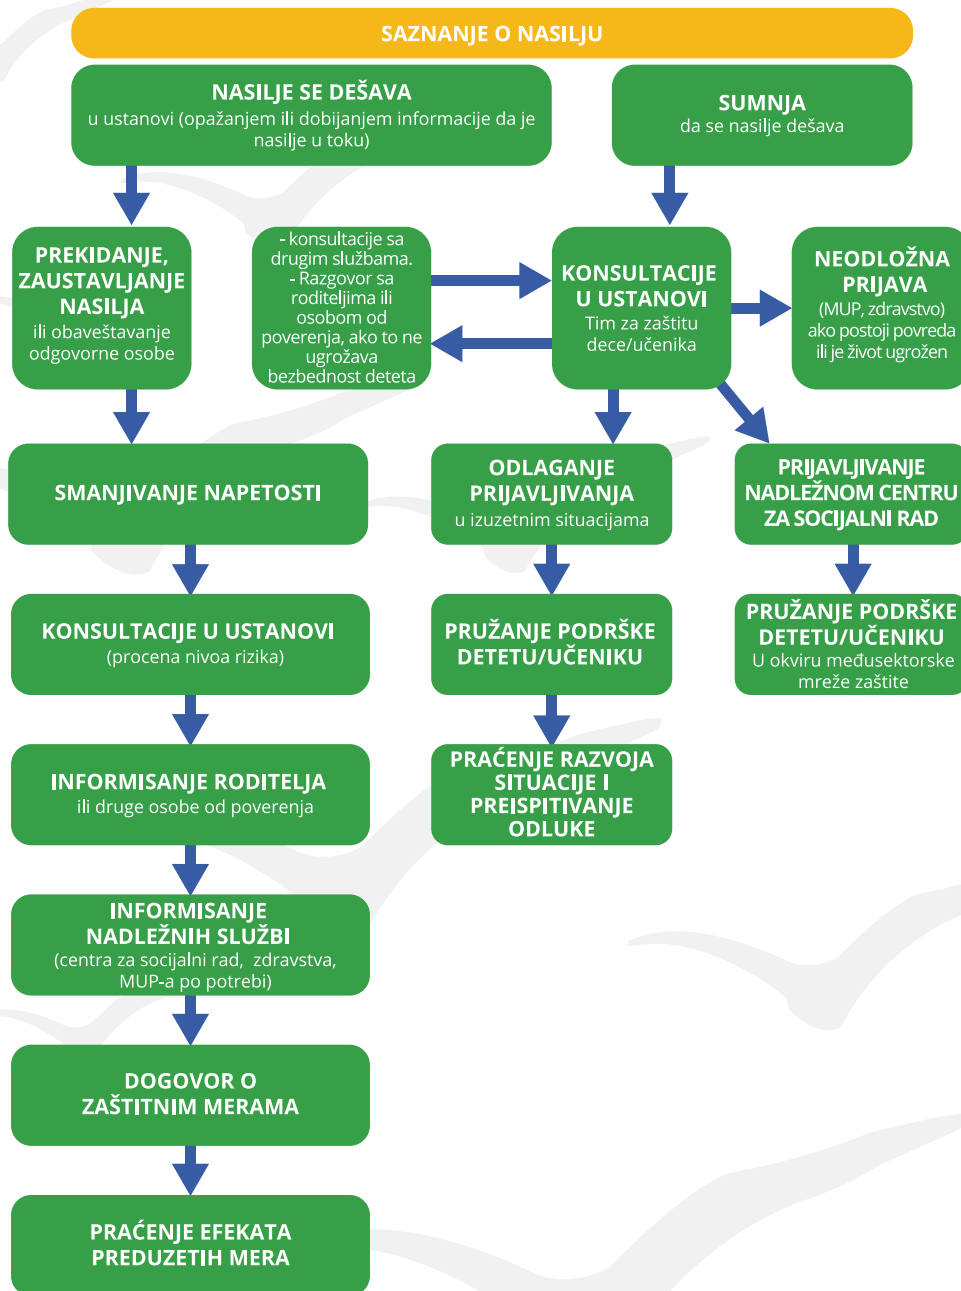 SAZNANJE O NASILJU
NASILJE SE DEŠAVA
u ustanovi (opažanjem ili dobijanjem informacije da je
nasilje u toku)
SUMNJA
da se nasilje dešava
PREKIDANJE,
ZAUSTAVLJANJE
NASILJA
ili obaveštavanje
odgovorne osobe
- konsultacije sa
drugim službama.
- Razgovor sa
roditeljima ili
osobom od
poverenja, ako to ne
ugrožava
bezbednost deteta
KONSULTACIJE
U USTANOVI
Tim za zaštitu
dece/učenika
NEODLOŽNA
PRIJAVA
(MUP, zdravstvo)
ako postoji povreda
ili je život ugrožen
SMANJIVANJE NAPETOSTI
ODLAGANJE
PRIJAVLJIVANJA
u izuzetnim situacijama
PRIJAVLJIVANJE
NADLEŽNOM CENTRU
ZA SOCIJALNI RAD
KONSULTACIJE U USTANOVI
(procena nivoa rizika)
PRUŽANJE PODRŠKE
DETETU/UČENIKU
PRUŽANJE PODRŠKE
DETETU/UČENIKU
U okviru međusektorske
mreže zaštite
INFORMISANJE RODITELJA
ili druge osobe od poverenja
PRAĆENJE RAZVOJA
SITUACIJE I
PREISPITIVANJE
ODLUKE
INFORMISANJE
NADLEŽNIH SLUŽBI
(centra za socijalni rad, zdravstva,
MUP-a po potrebi)
DOGOVOR O
ZAŠTITNIM MERAMA
PRAĆENJE EFEKATA
PREDUZETIH MERA